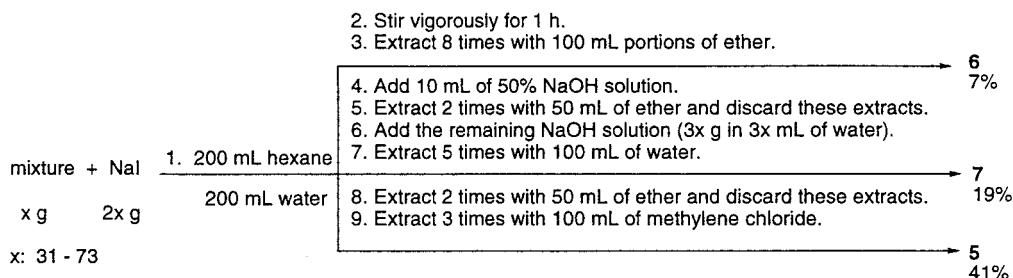 2. Stir vigorously for 1 h.
3. Extract 8 times with 100 mL portions of ether.
6
7%
4. Add 10 mL of 50% NaOH solution.
5. Extract 2 times with 50 mL of ether and discard these extracts.
6. Add the remaining NaOH solution (3x g in 3x mL of water).
7. Extract 5 times with 100 mL of water.
mixture + NaI
1. 200 mL hexane
200 mL water
x g 2x g
x: 31 - 73
7
19%
8. Extract 2 times with 50 mL of ether and discard these extracts.
9. Extract 3 times with 100 mL of methylene chloride.
5
41%